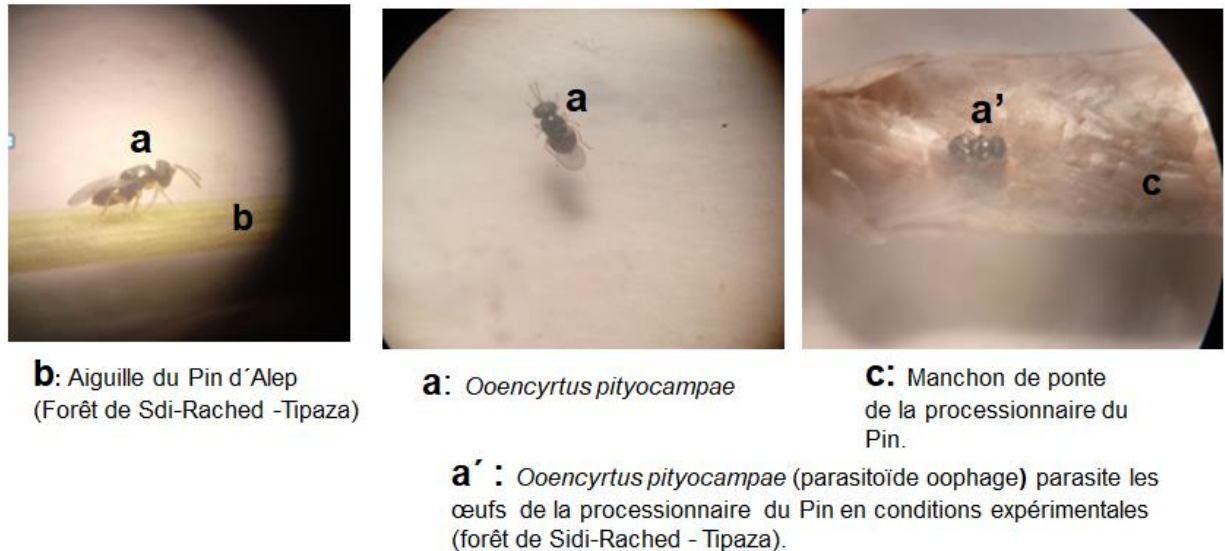 a
b
a
a’
c
b: Aiguille du Pin d´Alep
(Forêt de Sdi-Rached -Tipaza)
a: Ooencyrtus pityocampae
c: Manchon de ponte
de la processionnaire du
Pin.
a´ : Ooencyrtus pityocampae (parasitoïde oophage) parasite les
œufs de la processionnaire du Pin en conditions expérimentales
(forêt de Sidi-Rached - Tipaza).